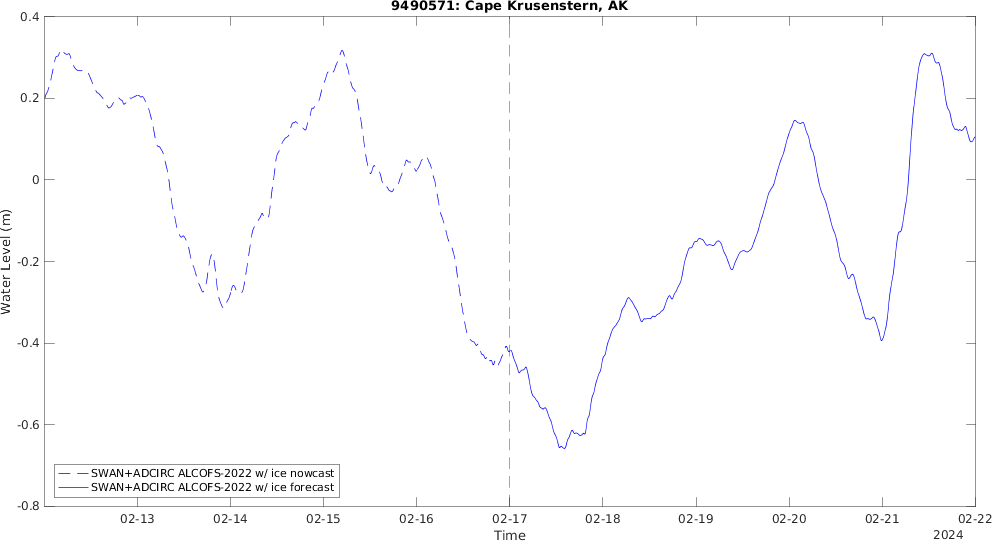 9490571: Cape Krusenstern, AK
0.4
0.2
0
-0.2
-0.4
-0.6
-0.8
Water Level (m)
SWAN+ADCIRC ALCOFS-2022 w/ ice nowcast
SWAN+ADCIRC ALCOFS-2022 w/ ice forecast
02-13 02-14 02-15 02-16 02-17 02-18 02-19 02-20 02-21 02-22
Time
2024